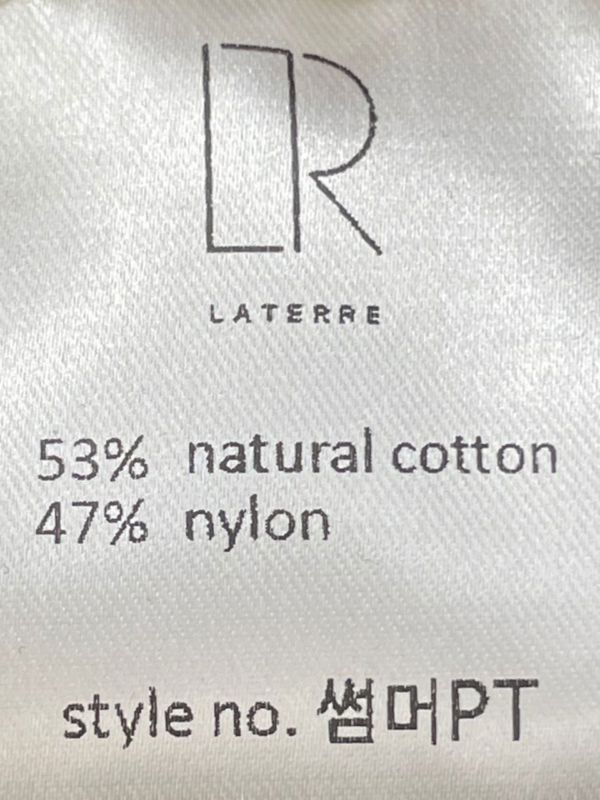 LR
LATERRE
53% natural cotton
47% nylon
style no. 썸머PT